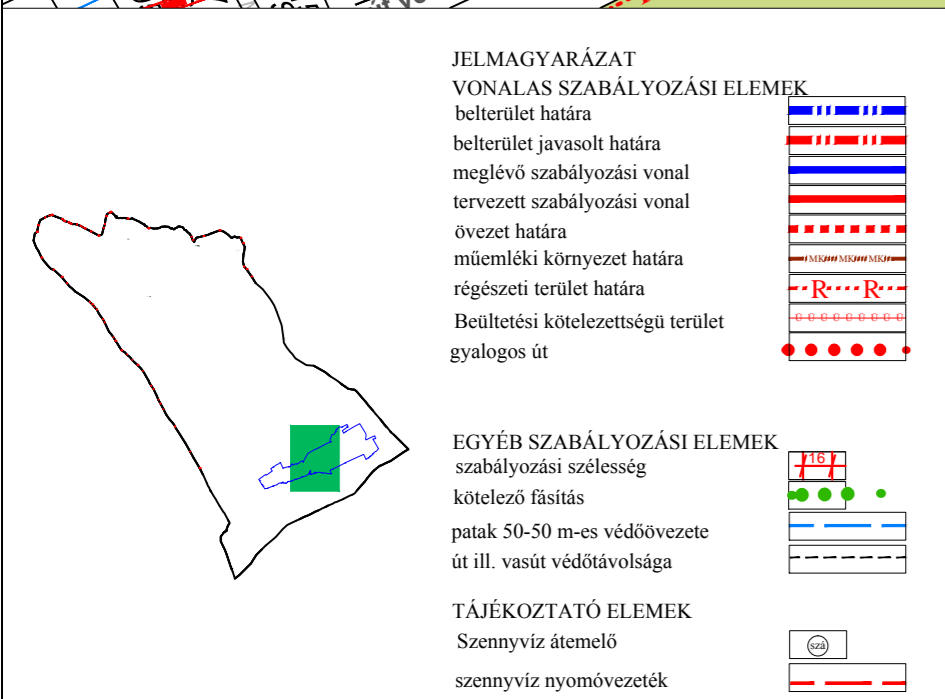 JELMAGYARÁZAT
VONALAS SZABÁLYOZÁSI ELEMEK
belterület határa
belterület javasolt határa
meglévő szabályozási vonal
tervezett szabályozási vonal
övezet határa
műemléki környezet határa MK MK MK
régészeti terület határa R R
Beültetési kötelezettségü terület
gyalogos út
EGYÉB SZABÁLYOZÁSI ELEMEK
szabályozási szélesség 16
kötelező fásítás
patak 50-50 m-es védőövezete
út ill. vasút védőtávolsága
TÁJÉKOZTATÓ ELEMEK
Szennyvíz átemelő szá
szennyvíz nyomóvezeték